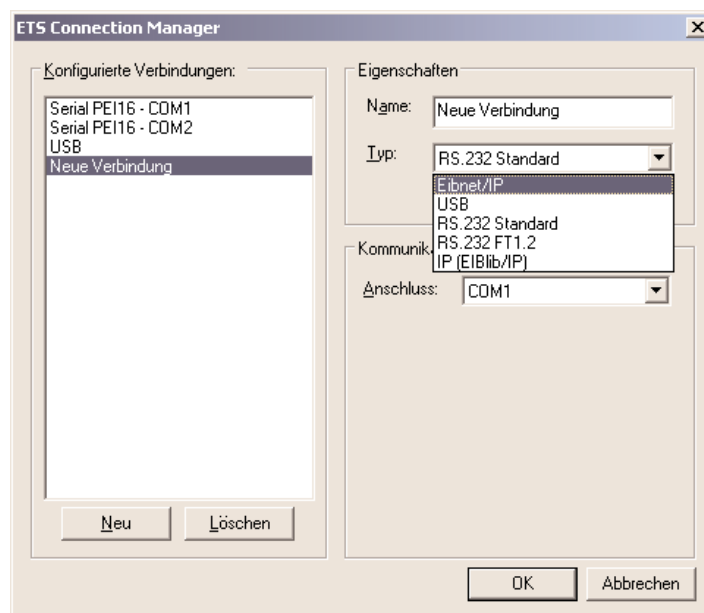 ETS Connection Manager
Konfigurierte Verbindungen:
Serial PEI16 - COM1
Serial PEI16 - COM2
USB
Neue Verbindung
Neu
Löschen
Eigenschaften
Name:
Neue Verbindung
Typ:
RS.232 Standard
Eibnet/IP
USB
RS.232 Standard
RS.232 FT1.2
IP (EIBlib/IP)
Kommunik
Anschluss:
COM1
OK
Abbrechen